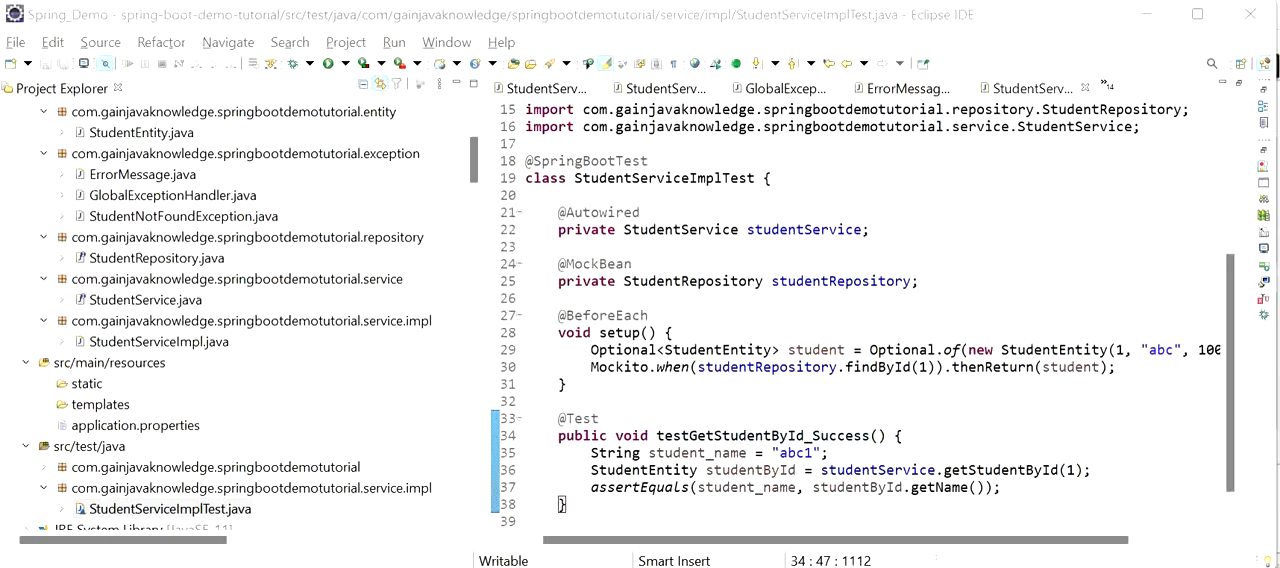 Spring_Demo - spring-boot-demo-tutorial/src/test/java/com/gainjavaknowledge/springbootdemotutorial/service/impl/StudentServiceImplTest.java - Eclipse IDE
File Edit Source Refactor Navigate Search Project Run Window Help
Project Explorer
com.gainjavaknowledge.springbootdemotutorial.entity
StudentEntity.java
com.gainjavaknowledge.springbootdemotutorial.exception
ErrorMessage.java
GlobalExceptionHandler.java
StudentNotFoundException.java
com.gainjavaknowledge.springbootdemotutorial.repository
StudentRepository.java
com.gainjavaknowledge.springbootdemotutorial.service
StudentService.java
com.gainjavaknowledge.springbootdemotutorial.service.impl
StudentServiceImpl.java
src/main/resources
static
templates
application.properties
src/test/java
com.gainjavaknowledge.springbootdemotutorial
com.gainjavaknowledge.springbootdemotutorial.service.impl
StudentServiceImplTest.java
JRE System Library [JavaSE-11]
StudentServ... StudentServ... GlobalExcep... ErrorMessag... StudentServ... 14
15 import com.gainjavaknowledge.springbootdemotutorial.repository.StudentRepository;
16 import com.gainjavaknowledge.springbootdemotutorial.service.StudentService;
17
18 @SpringBootTest
19 class StudentServiceImplTest {
20
21 @Autowired
22 private StudentService studentService;
23
24 @MockBean
25 private StudentRepository studentRepository;
26
27 @BeforeEach
28 void setup() {
29 Optional<StudentEntity> student = Optional.of(new StudentEntity(1, "abc", 100
30 Mockito.when(studentRepository.findById(1)).thenReturn(student);
31 }
32
33 @Test
34 public void testGetStudentById_Success() {
35 String student_name = "abc1";
36 StudentEntity studentById = studentService.getStudentById(1);
37 assertEquals(student_name, studentById.getName());
38 }
39
Writable Smart Insert 34 : 47 : 1112